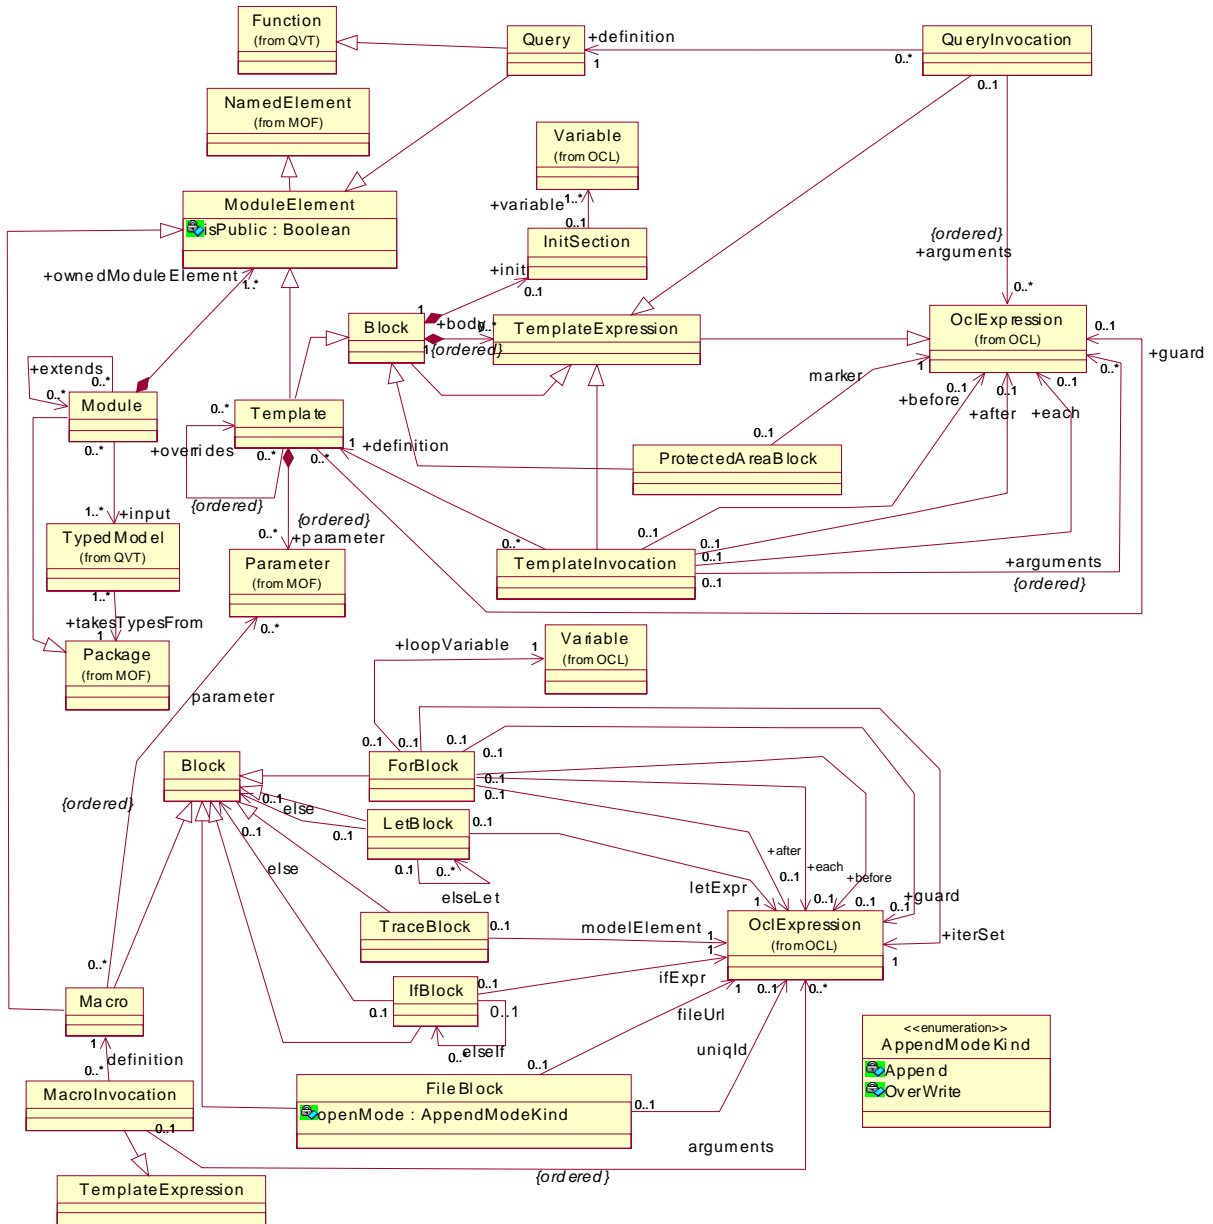 Function
(from QVT)
Query
+definition
1
0..*
QueryInvocation
0..1
NamedElement
(from MOF)
Variable
(from OCL)
1..*
+variable
0..1
ModuleElement
isPublic : Boolean
InitSection
+init
0..1
{ordered}
+arguments
0..*
+ownedModuleElement
1..*
Block
1
+body
0..*
1
{ordered}
TemplateExpression
OclExpression
(from OCL)
0..1
+guard
marker
1
0..1
+before
0..1
+after
0..1
+each
0..*
+extends
0..*
0..*
Module
0..*
0..*
Template
+overrides
0..*
0..*
{ordered}
1
+definition
0..1
ProtectedAreaBlock
1..*
+input
TypedModel
(from QVT)
{ordered}
0..*
+parameter
Parameter
(from MOF)
0..*
0..*
TemplateInvocation
0..1
0..1
0..1
0..1
+arguments
{ordered}
1..*
+takesTypesFrom
1
Package
(from MOF)
+loopVariable
1
Variable
(from OCL)
parameter
{ordered}
Block
0..1
0..1
0..1
0..1
ForBlock
0..1
0..1
0..1
else
0..1
0..1
LetBlock
0..1
0..1
0..*
elseLet
letExpr
1
+after
0..1
+each
0..1
+before
0..1
+guard
0..1
+iterSet
1
0..1
else
TraceBlock
0..1
modelElement
1
OclExpression
(from OCL)
IfBlock
0..1
0..1
0..1
0..*
elseIf
ifExpr
1
fileUrl
1
0..1
uniqId
0..*
0..*
Macro
1
definition
0..*
MacroInvocation
0..1
0..1
FileBlock
openMode : AppendModeKind
0..1
<<enumeration>>
AppendModeKind
Append
OverWrite
arguments
{ordered}
TemplateExpression